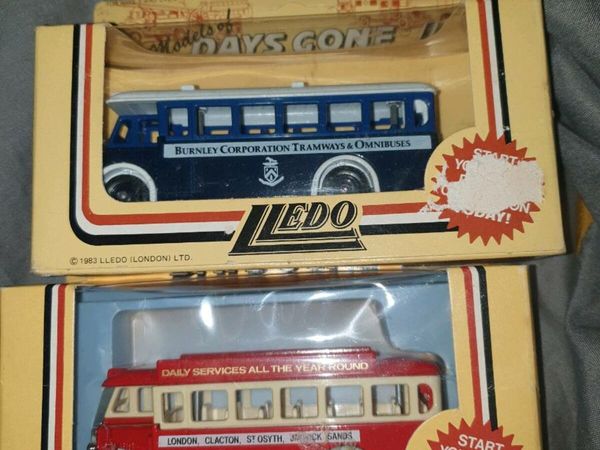 Models of
DAYS GONE
BURNLEY CORPORATION TRAMWAYS & OMNIBUSES
START
TODAY!
LLEDO
© 1983 LLEDO (LONDON) LTD.
DAILY SERVICES ALL THE YEAR ROUND
LONDON, CLACTON, ST OSYTH, JAYWICK SANDS
START